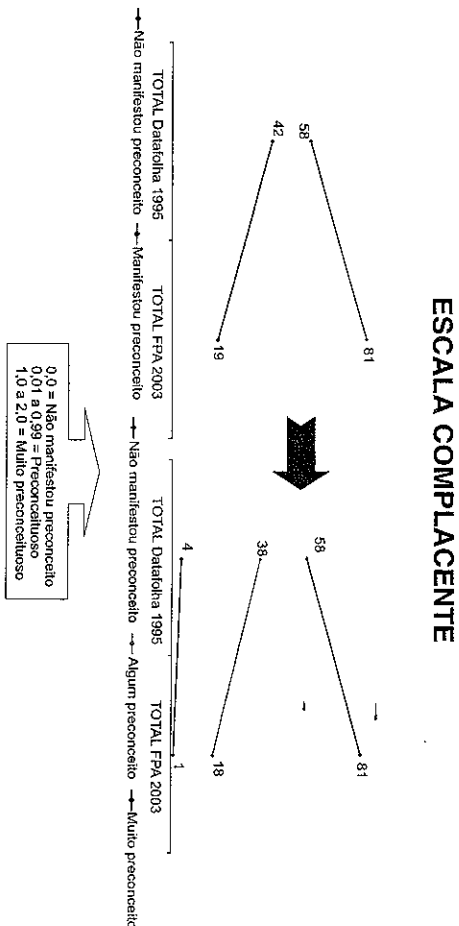 ESCALA COMPLACENTE
58
42
81
19
TOTAL Datafolha 1995
TOTAL FPA 2003
Não manifestou preconceito
Manifestou preconceito
58
38
4
81
18
1
TOTAL Datafolha 1995
TOTAL FPA 2003
Não manifestou preconceito
Algum preconceito
Muito preconceito
0,0 = Não manifestou preconceito
0,01 a 0,99 = Preconceituoso
1,0 a 2,0 = Muito preconceituoso